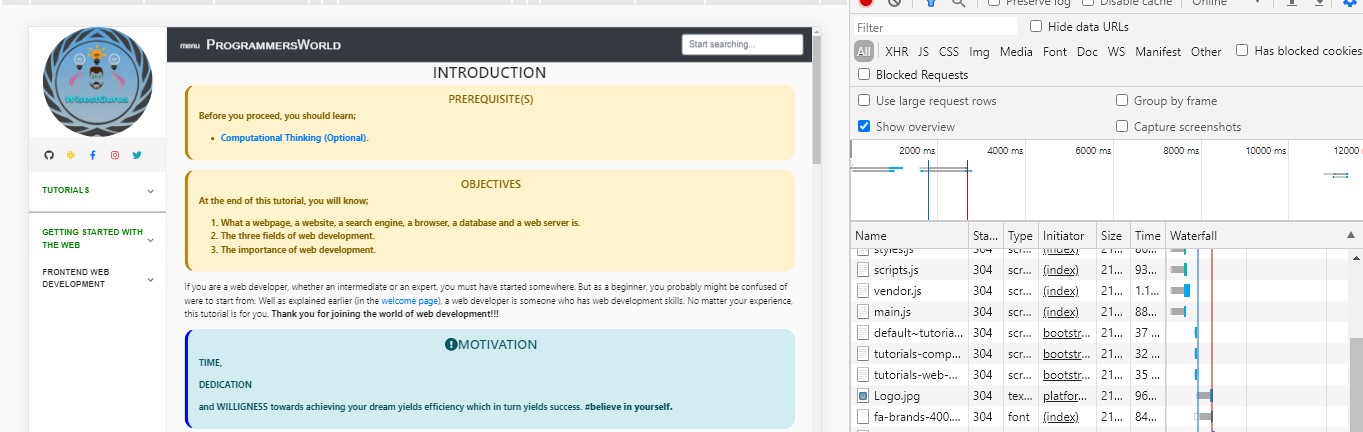 Preserve log
Disable cache
Online
menu PROGRAMMERSWORLD
Start searching...
WisestGurus
TUTORIALS
GETTING STARTED WITH
THE WEB
FRONTEND WEB
DEVELOPMENT
INTRODUCTION
PREREQUISITE(S)
Before you proceed, you should learn;
• Computational Thinking (Optional).
OBJECTIVES
At the end of this tutorial, you will know;
1. What a webpage, a website, a search engine, a browser, a database and a web server is.
2. The three fields of web development.
3. The importance of web development.
If you are a web developer, whether an intermediate or an expert, you must have started somewhere. But as a beginner, you probably might be confused of
were to start from. Well as explained earlier (in the welcome page), a web developer is someone who has web development skills. No matter your experience,
this tutorial is for you. Thank you for joining the world of web development!!!
MOTIVATION
TIME,
DEDICATION
and WILLIGNESS towards achieving your dream yields efficiency which in turn yields success. #believe in yourself.
Filter
Hide data URLs
All XHR JS CSS Img Media Font Doc WS Manifest Other Has blocked cookies
Blocked Requests
Use large request rows
Group by frame
Show overview
Capture screenshots
2000 ms 4000 ms 6000 ms 8000 ms 10000 ms 12000
Name Sta... Type Initiator Size Time Waterfall
styles.js 304 scr... (index) 21... 80...
scripts.js 304 scr... (index) 21... 93...
vendor.js 304 scr... (index) 21... 1.1...
main.js 304 scr... (index) 21... 88...
default~tutoria... 304 scr... bootstr... 21... 37 ...
tutorials-comp... 304 scr... bootstr... 21... 32 ...
tutorials-web-... 304 scr... bootstr... 21... 35 ...
Logo.jpg 304 tex... platfor... 21... 96...
fa-brands-400.... 304 font (index) 21... 84...